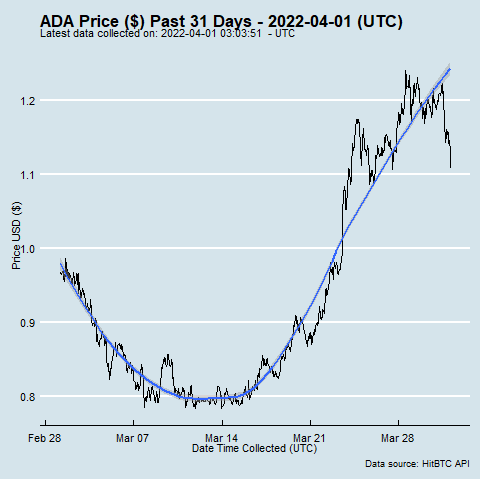 ADA Price ($) Past 31 Days - 2022-04-01 (UTC)
Latest data collected on: 2022-04-01 03:03:51  - UTC
1.2
1.1
1.0
0.9
0.8
Price USD ($)
Feb 28
Mar 07
Mar 14
Mar 21
Mar 28
Date Time Collected (UTC)
Data source: HitBTC API